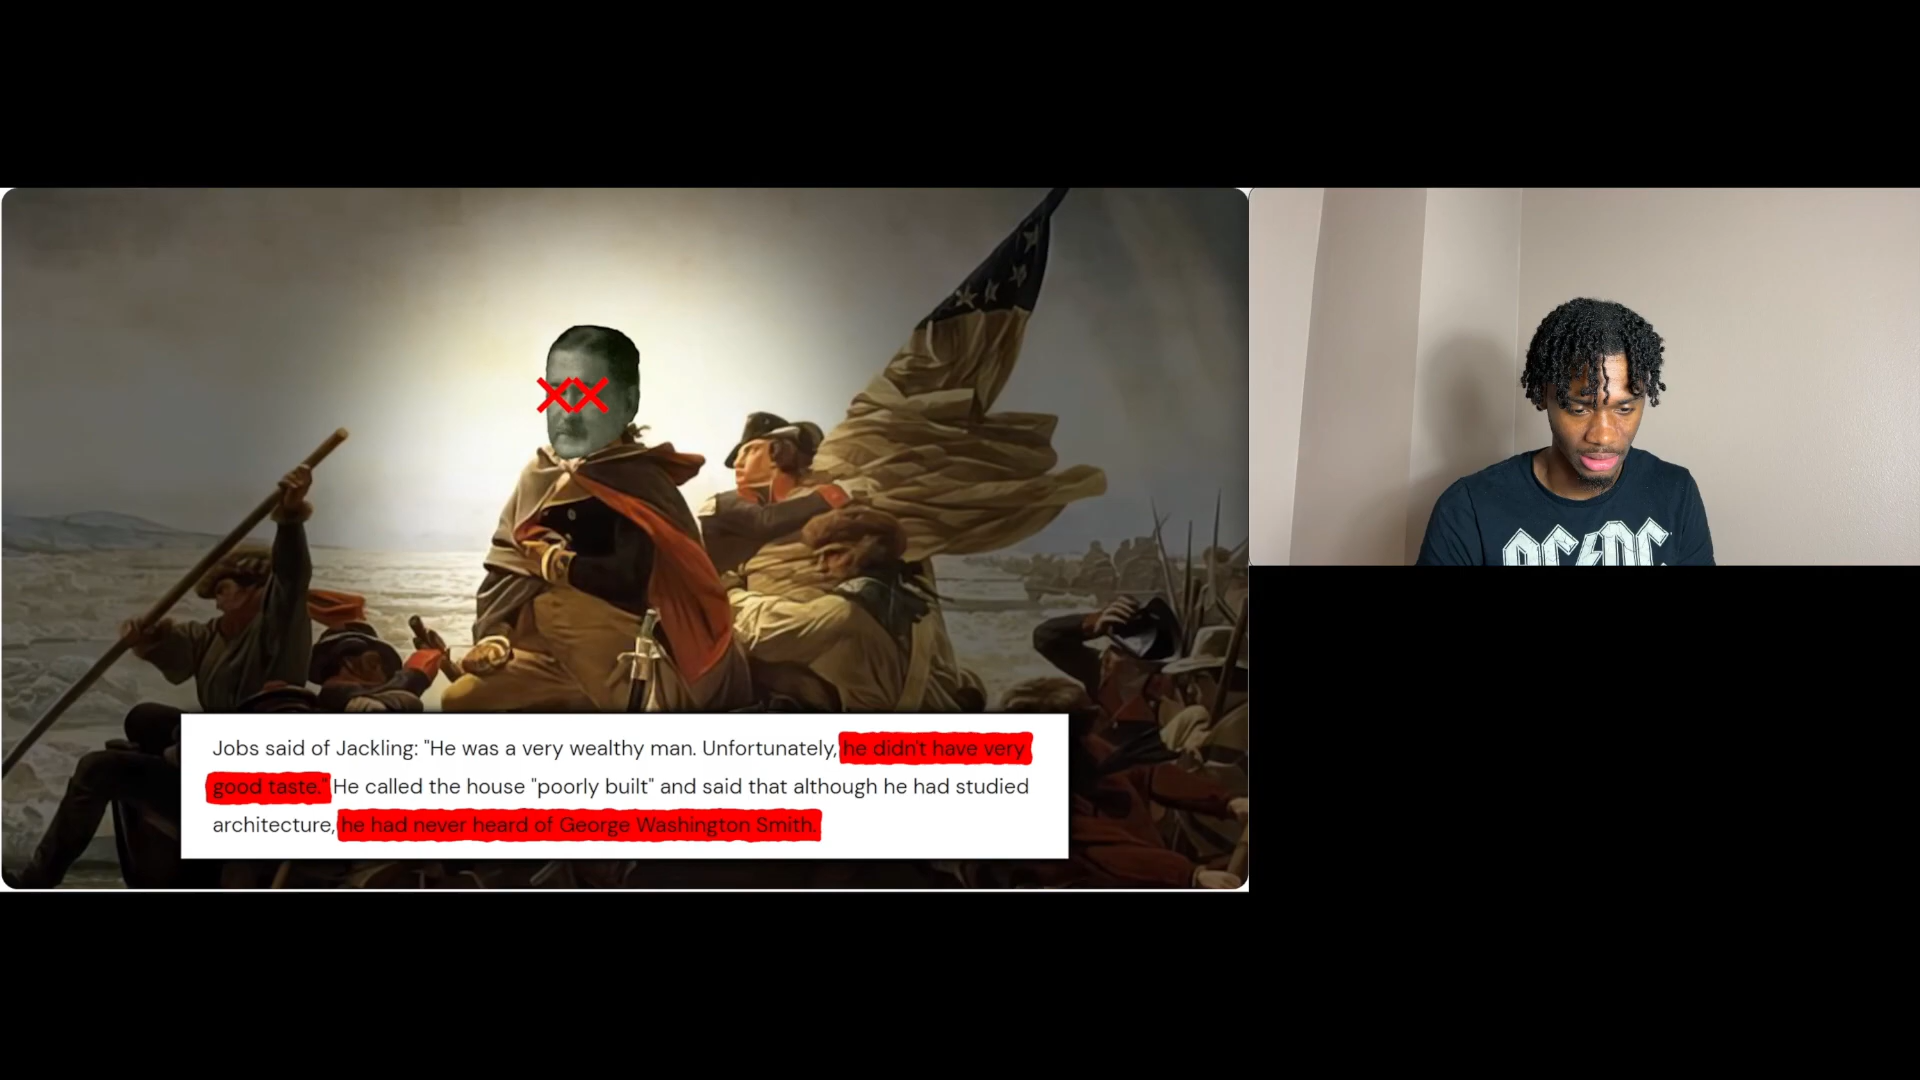 Jobs said of Jackling: "He was a very wealthy man. Unfortunately, he didn't have very
good taste." He called the house "poorly built" and said that although he had studied
architecture, he had never heard of George Washington Smith.
AC DC